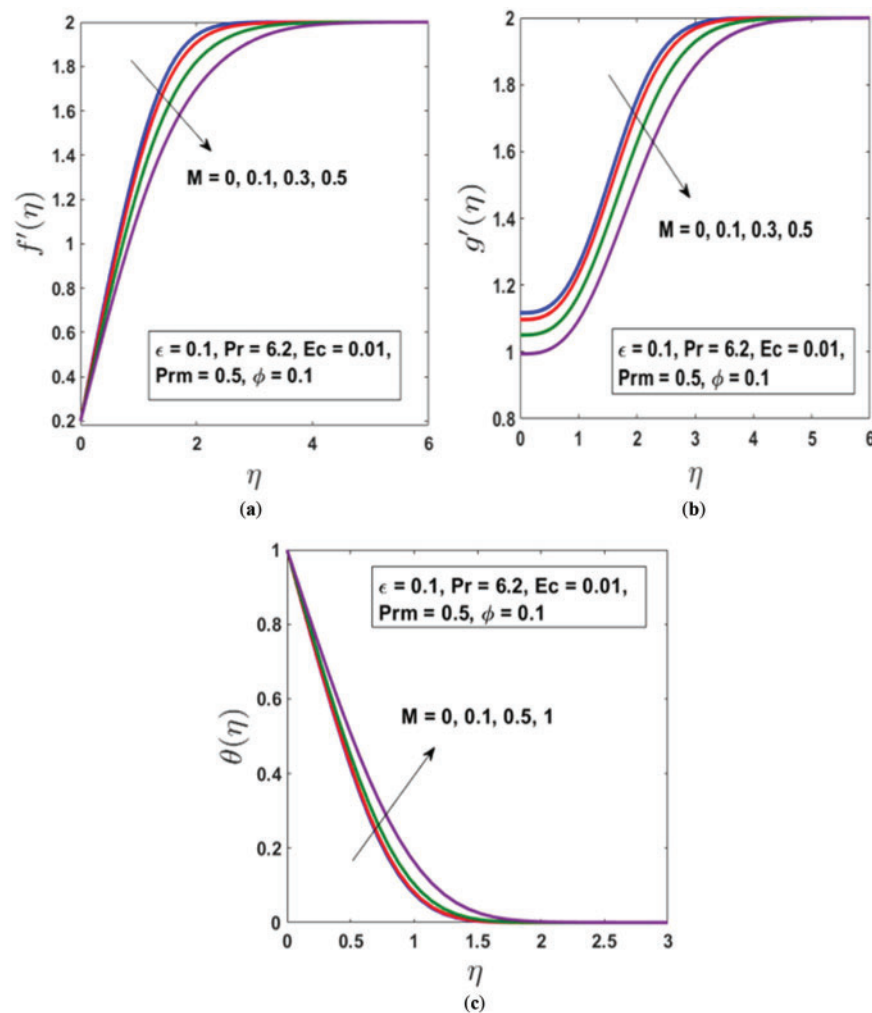 2
1.8
1.6
1.4
1.2
1
0.8
0.6
0.4
0.2
f'(η)
M = 0, 0.1, 0.3, 0.5
ϵ = 0.1, Pr = 6.2, Ec = 0.01,
Prm = 0.5, ϕ = 0.1
0 2 4 6
η
(a)
2
1.8
1.6
1.4
1.2
1
0.8
g'(η)
M = 0, 0.1, 0.3, 0.5
ϵ = 0.1, Pr = 6.2, Ec = 0.01,
Prm = 0.5, ϕ = 0.1
0 1 2 3 4 5 6
η
(b)
1
0.8
0.6
0.4
0.2
0
θ(η)
ϵ = 0.1, Pr = 6.2, Ec = 0.01,
Prm = 0.5, ϕ = 0.1
M = 0, 0.1, 0.5, 1
0 0.5 1 1.5 2 2.5 3
η
(c)